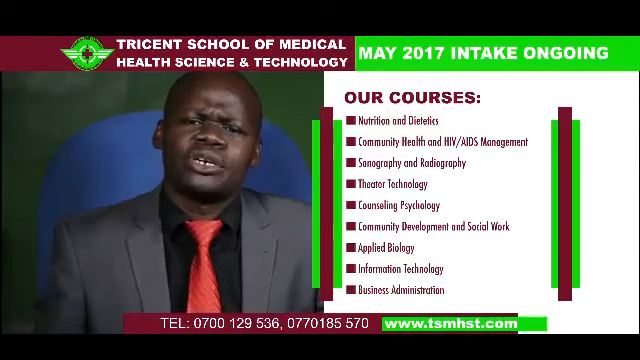 TRICENT SCHOOL OF MEDICAL
HEALTH SCIENCE & TECHNOLOGY
MAY 2017 INTAKE ONGOING
OUR COURSES:
Nutrition and Dietetics
Community Health and HIV/AIDS Management
Sonography and Radiography
Theater Technology
Counseling Psychology
Community Development and Social Work
Applied Biology
Information Technology
Business Administration
TEL: 0700 129 536, 0770185 570
www.tsmhst.com